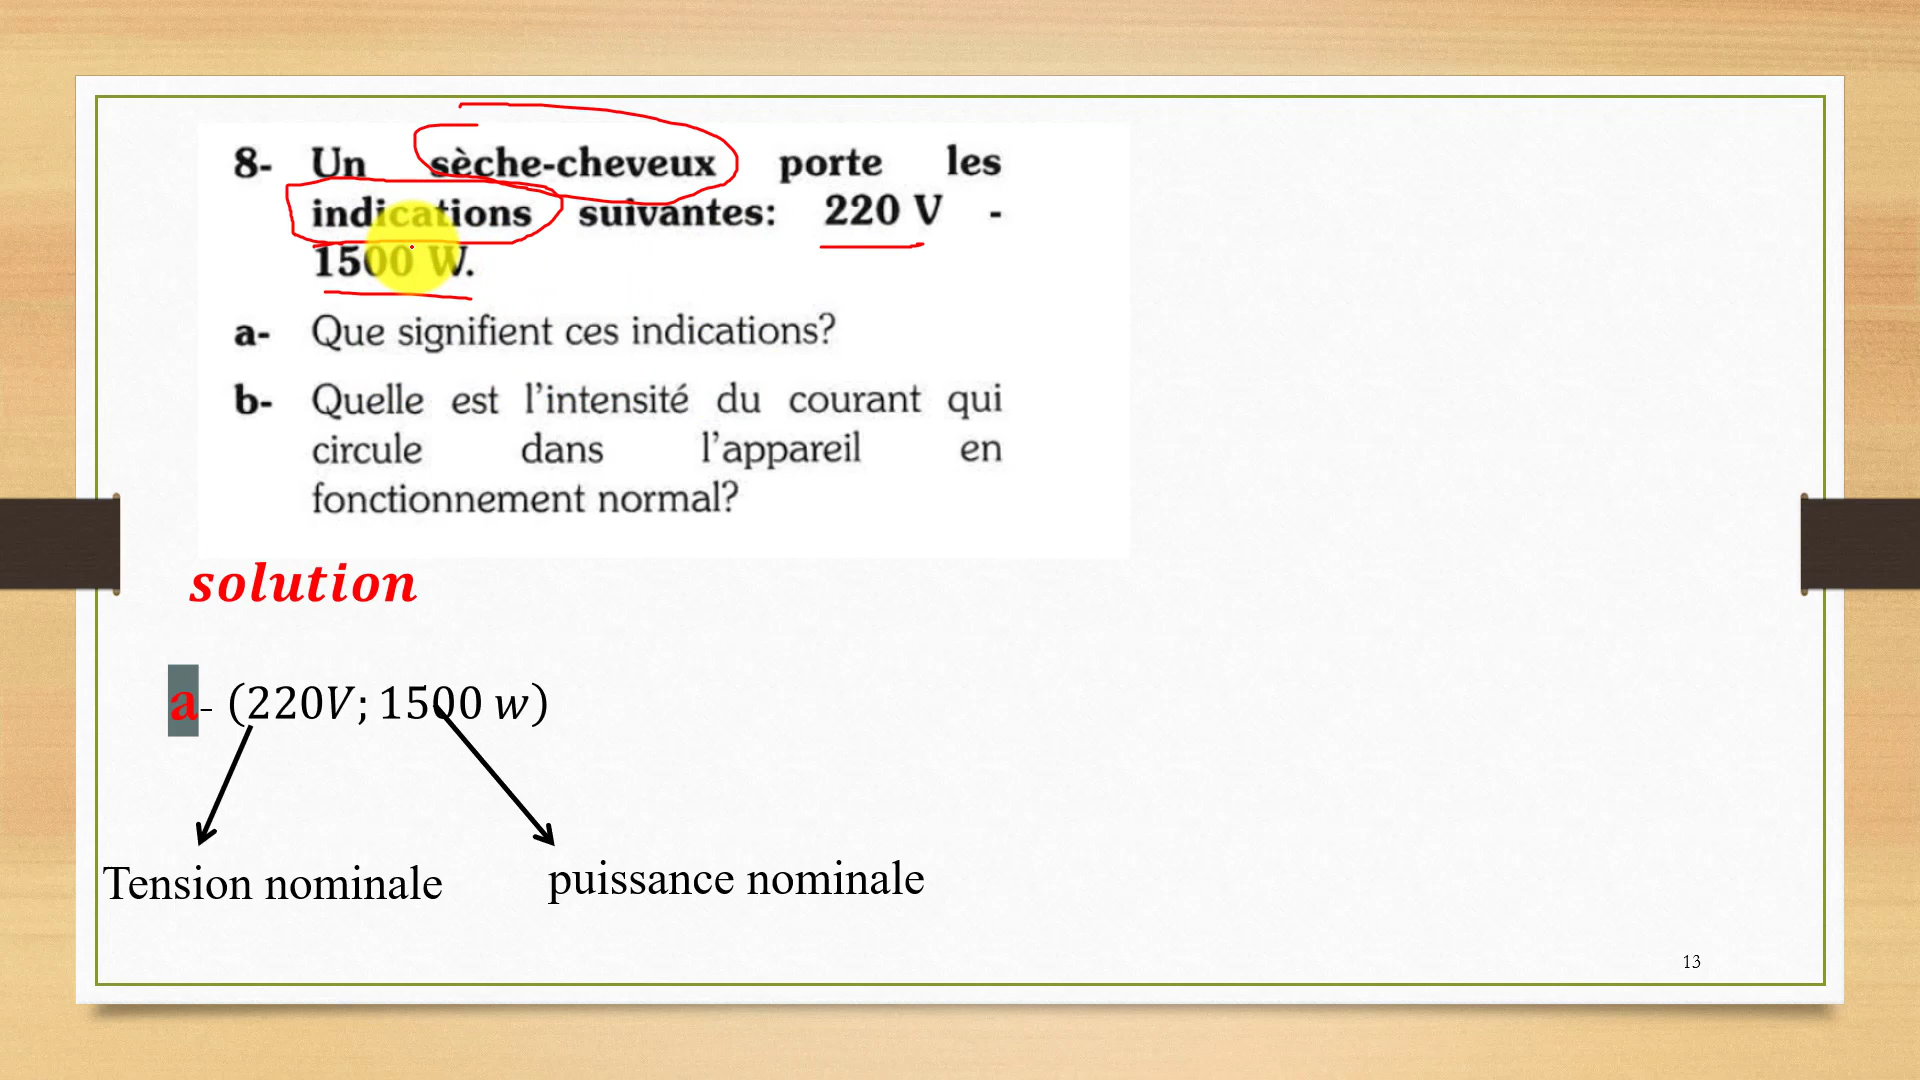 8- Un sèche-cheveux porte les
indications suivantes: 220 V -
1500 W.
a- Que signifient ces indications?
b- Quelle est l'intensité du courant qui
circule dans l'appareil en
fonctionnement normal?
solution
a- (220V; 1500 w)
Tension nominale puissance nominale
13